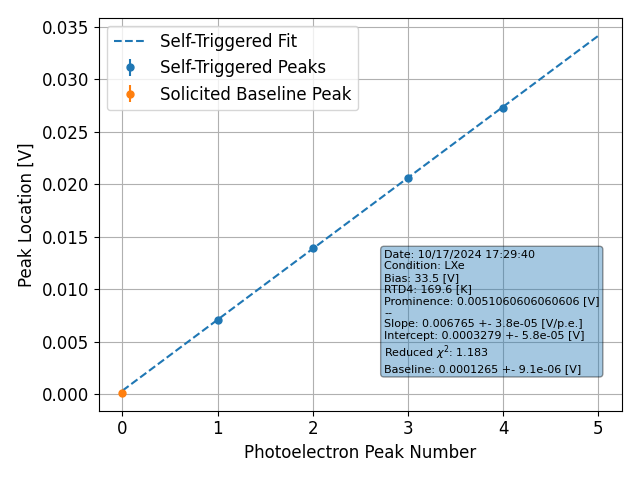 Self-Triggered Fit
Self-Triggered Peaks
Solicited Baseline Peak
Peak Location [V]
0.035
0.030
0.025
0.020
0.015
0.010
0.005
0.000
Date: 10/17/2024 17:29:40
Condition: LXe
Bias: 33.5 [V]
RTD4: 169.6 [K]
Prominence: 0.0051060606060606 [V]
--
Slope: 0.006765 +- 3.8e-05 [V/p.e.]
Intercept: 0.0003279 +- 5.8e-05 [V]
Reduced χ²: 1.183
Baseline: 0.0001265 +- 9.1e-06 [V]
0 1 2 3 4 5
Photoelectron Peak Number